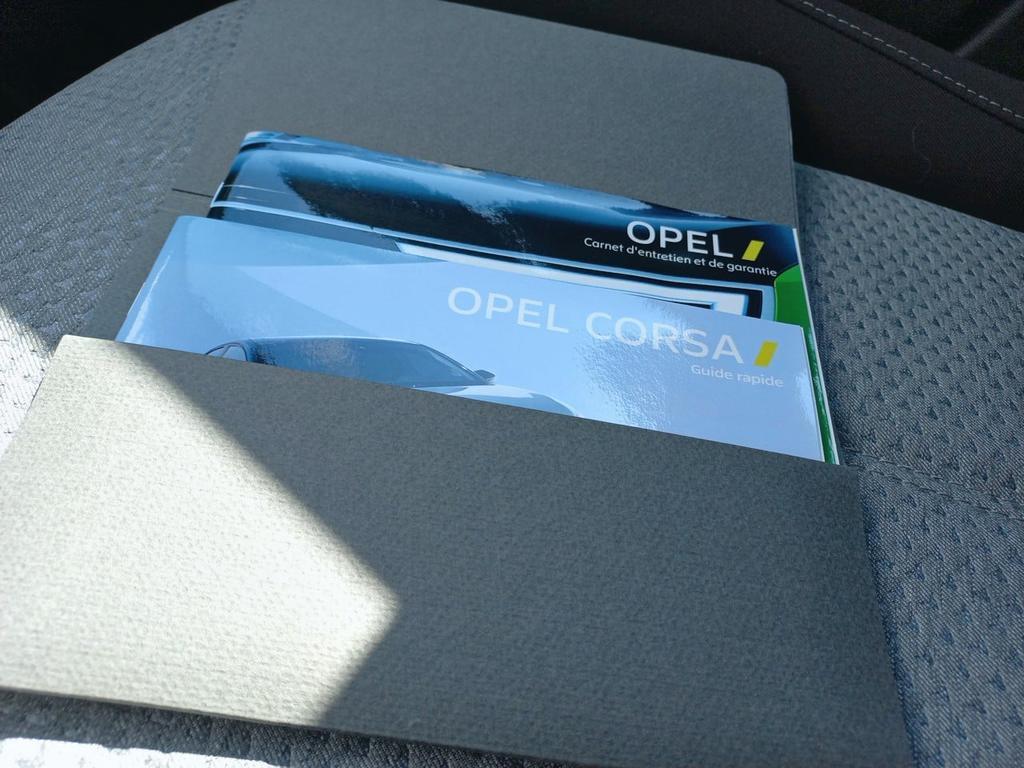 OPEL
Carnet d'entretien et de garantie
OPEL CORSA
Guide rapide